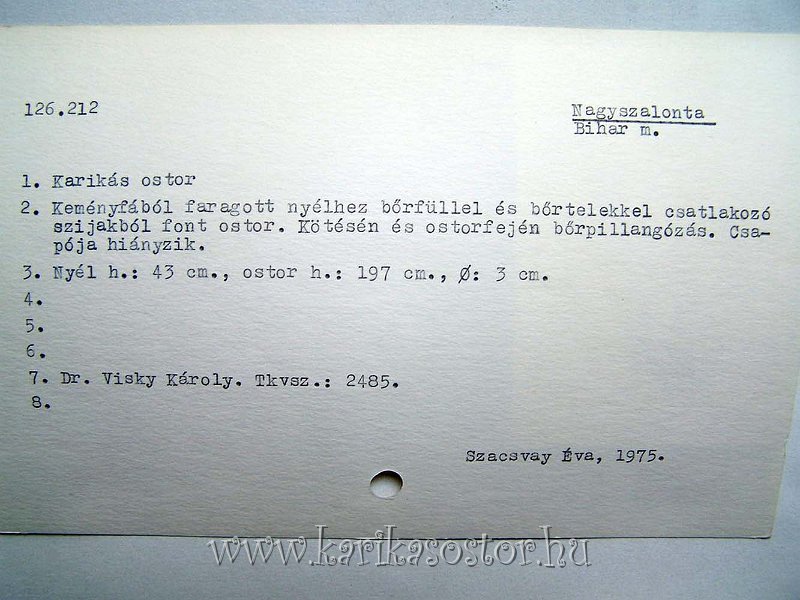 126.212
Nagyszalonta
Bihar m.
1. Karikás ostor
2. Keményfából faragott nyélhez bőrfüllel és bőrtelekkel csatlakozó
szijakból font ostor. Kötésén és ostorfején bőrpillangózás. Csa-
pója hiányzik.
3. Nyél h.: 43 cm., ostor h.: 197 cm., Ø: 3 cm.
4.
5.
6.
7. Dr. Visky Károly. Tkvsz.: 2485.
8.
Szacsvay Éva, 1975.
www.karikasostor.hu